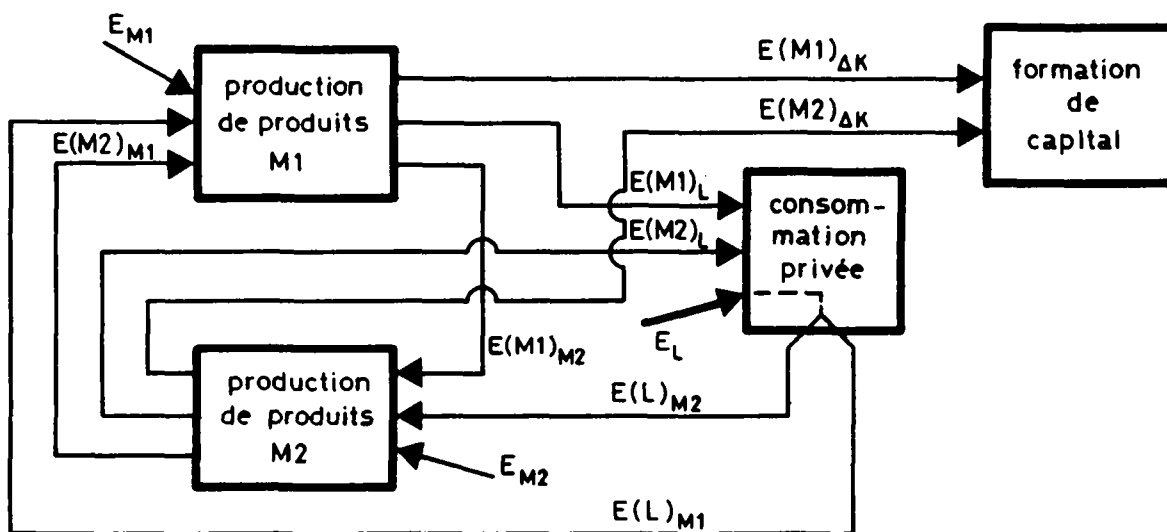 E_M1
production
de produits
M1
E(M1)_ΔK
E(M2)_ΔK
formation
de
capital
E(M2)_M1
E(M1)_L
E(M2)_L
consom-
mation
privée
E_L
E(M1)_M2
production
de produits
M2
E(L)_M2
E_M2
E(L)_M1